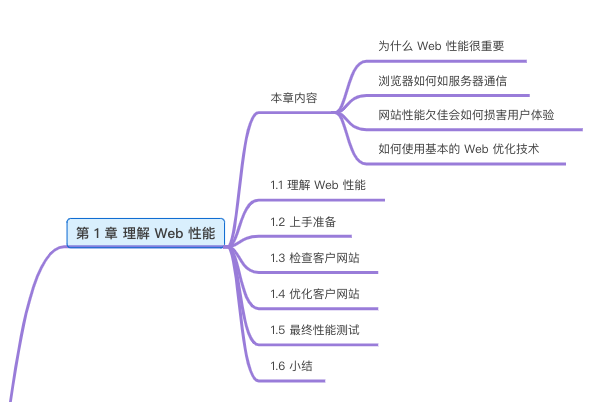 为什么 Web 性能很重要
浏览器如何如服务器通信
本章内容
网站性能欠佳会如何损害用户体验
如何使用基本的 Web 优化技术
1.1 理解 Web 性能
1.2 上手准备
第 1 章 理解 Web 性能
1.3 检查客户网站
1.4 优化客户网站
1.5 最终性能测试
1.6 小结